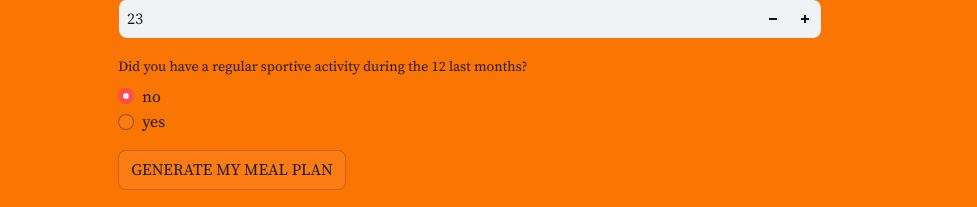 23
Did you have a regular sportive activity during the 12 last months?
no
yes
GENERATE MY MEAL PLAN